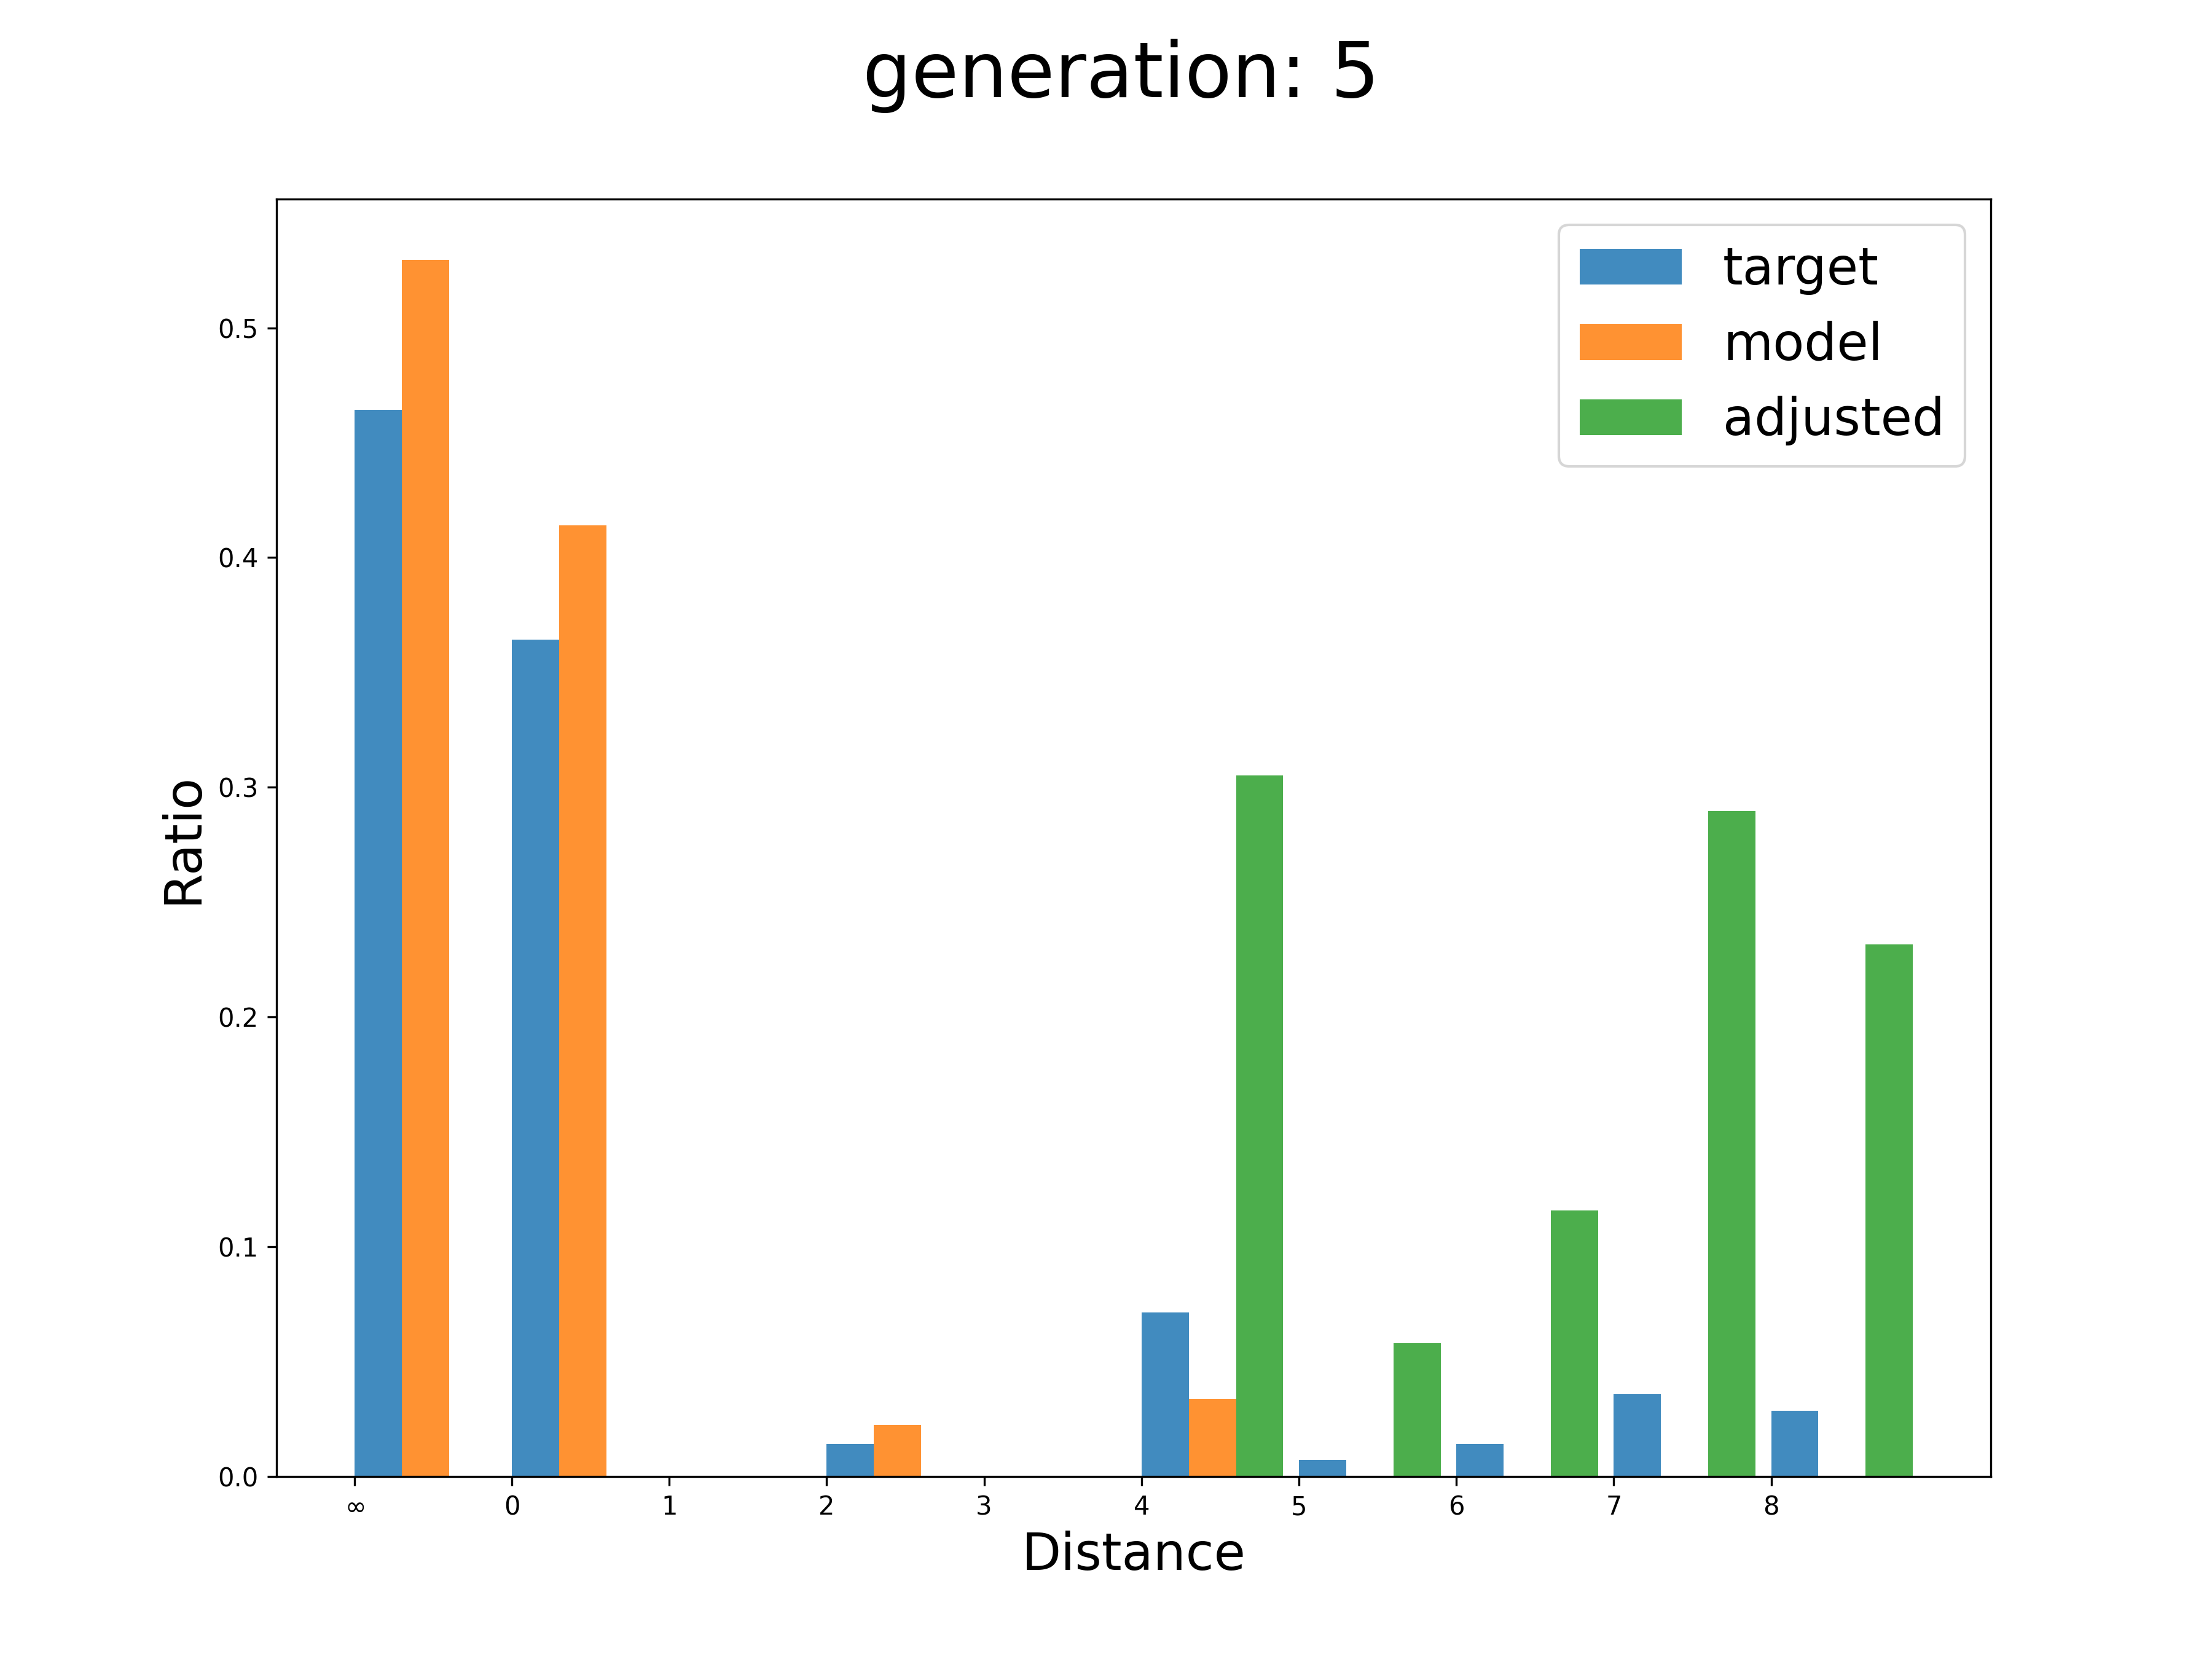 generation: 5
target
model
adjusted
Ratio
0.5
0.4
0.3
0.2
0.1
0.0
∞ 0 1 2 3 4 5 6 7 8
Distance